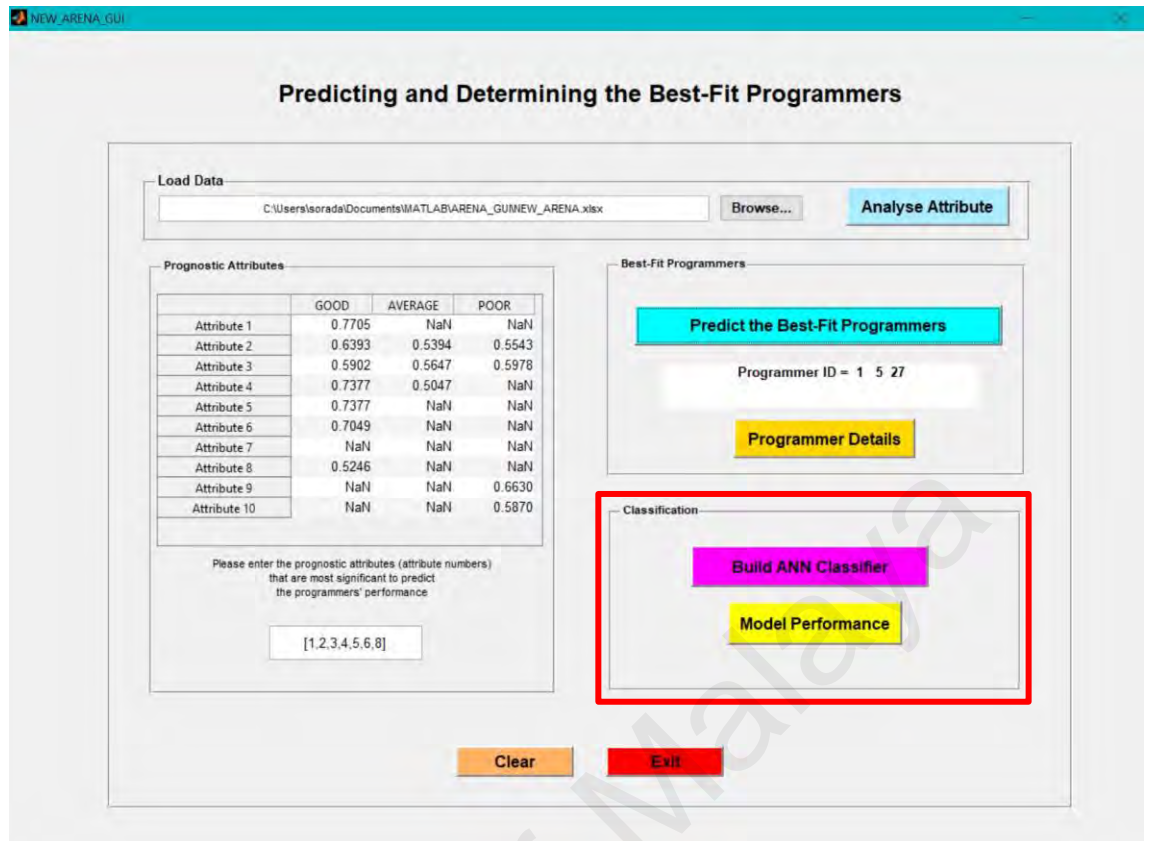 NEW_ARENA_GUI
Predicting and Determining the Best-Fit Programmers
Load Data
C:\Users\sorada\Documents\MATLAB\ARENA_GUI\NEW_ARENA.xlsx
Browse...
Analyse Attribute
Prognostic Attributes
GOOD AVERAGE POOR
Attribute 1 0.7705 NaN NaN
Attribute 2 0.6393 0.5394 0.5543
Attribute 3 0.5902 0.5647 0.5978
Attribute 4 0.7377 0.5047 NaN
Attribute 5 0.7377 NaN NaN
Attribute 6 0.7049 NaN NaN
Attribute 7 NaN NaN NaN
Attribute 8 0.5246 NaN NaN
Attribute 9 NaN NaN 0.6630
Attribute 10 NaN NaN 0.5870
Please enter the prognostic attributes (attribute numbers)
that are most significant to predict
the programmers' performance
[1,2,3,4,5,6,8]
Best-Fit Programmers
Predict the Best-Fit Programmers
Programmer ID = 1 5 27
Programmer Details
Classification
Build ANN Classifier
Model Performance
Clear
Exit
Malaya